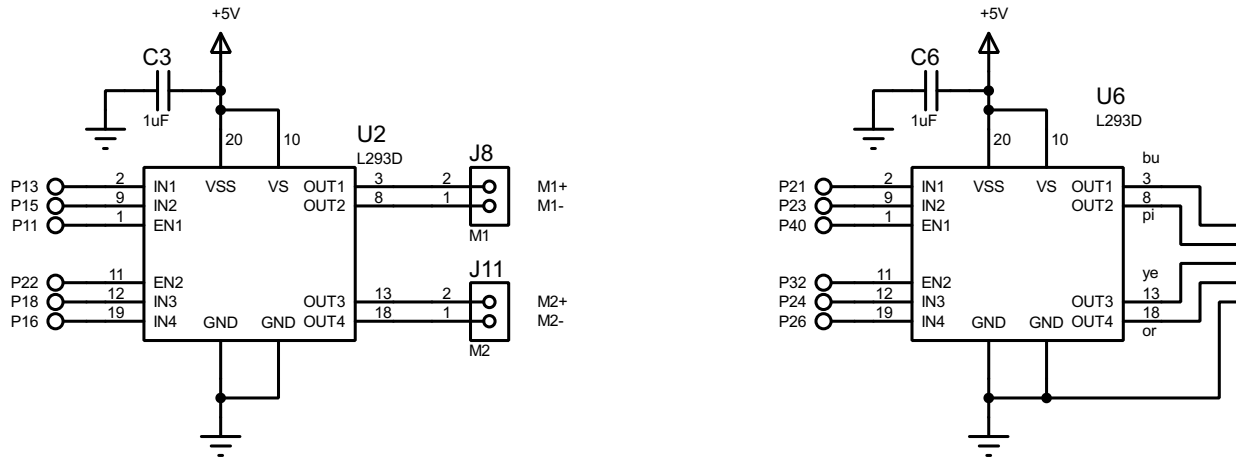 +5V
C3
1uF
20
10
U2
L293D
J8
P13
2
IN1
VSS
VS
OUT1
3
2
M1+
P15
9
IN2
OUT2
8
1
M1-
P11
1
EN1
M1
J11
P22
11
EN2
P18
12
IN3
OUT3
13
2
M2+
P16
19
IN4
GND
GND
OUT4
18
1
M2-
M2
+5V
C6
1uF
20
10
U6
L293D
bu
P21
2
IN1
VSS
VS
OUT1
3
P23
9
IN2
OUT2
8
P40
1
EN1
pi
P32
11
EN2
ye
P24
12
IN3
OUT3
13
P26
19
IN4
GND
GND
OUT4
18
or